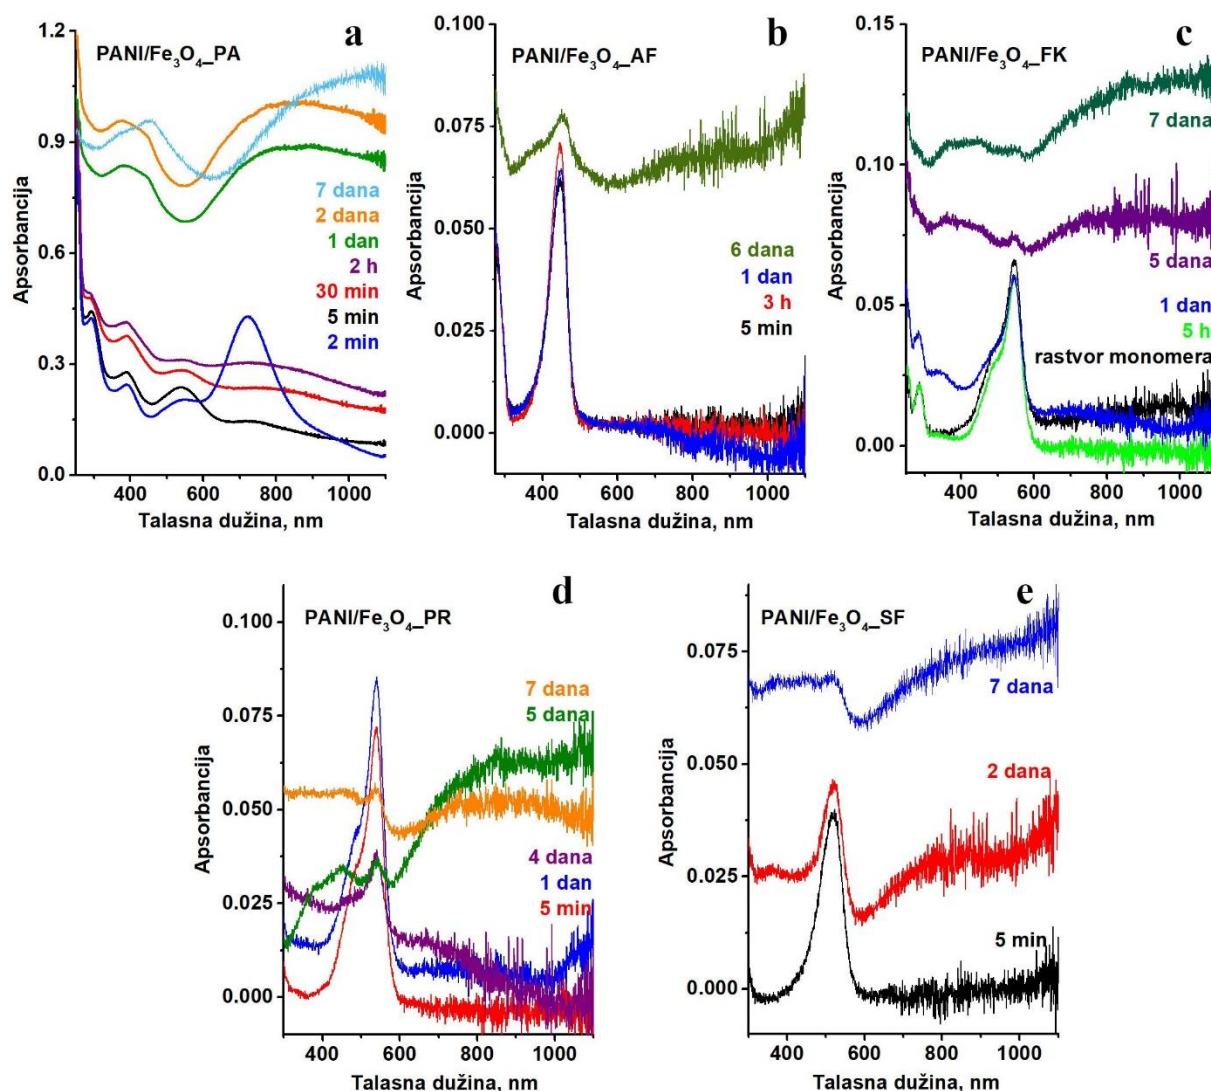 a
PANI/Fe₃O₄_PA
1.2
0.9
0.6
0.3
0.0
Apsorbancija
7 dana
2 dana
1 dan
2 h
30 min
5 min
2 min
400 600 800 1000
Talasna dužina, nm
b
PANI/Fe₃O₄_AF
0.100
0.075
0.050
0.025
0.000
Apsorbancija
6 dana
1 dan
3 h
5 min
400 600 800 1000
Talasna dužina, nm
c
PANI/Fe₃O₄_FK
0.15
0.10
0.05
0.00
Apsorbancija
7 dana
5 dana
1 dan
5 h
rastvor monomera
400 600 800 1000
Talasna dužina, nm
d
PANI/Fe₃O₄_PR
0.100
0.075
0.050
0.025
0.000
Apsorbancija
7 dana
5 dana
4 dana
1 dan
5 min
400 600 800 1000
Talasna dužina, nm
e
PANI/Fe₃O₄_SF
0.075
0.050
0.025
0.000
Apsorbancija
7 dana
2 dana
5 min
400 600 800 1000
Talasna dužina, nm